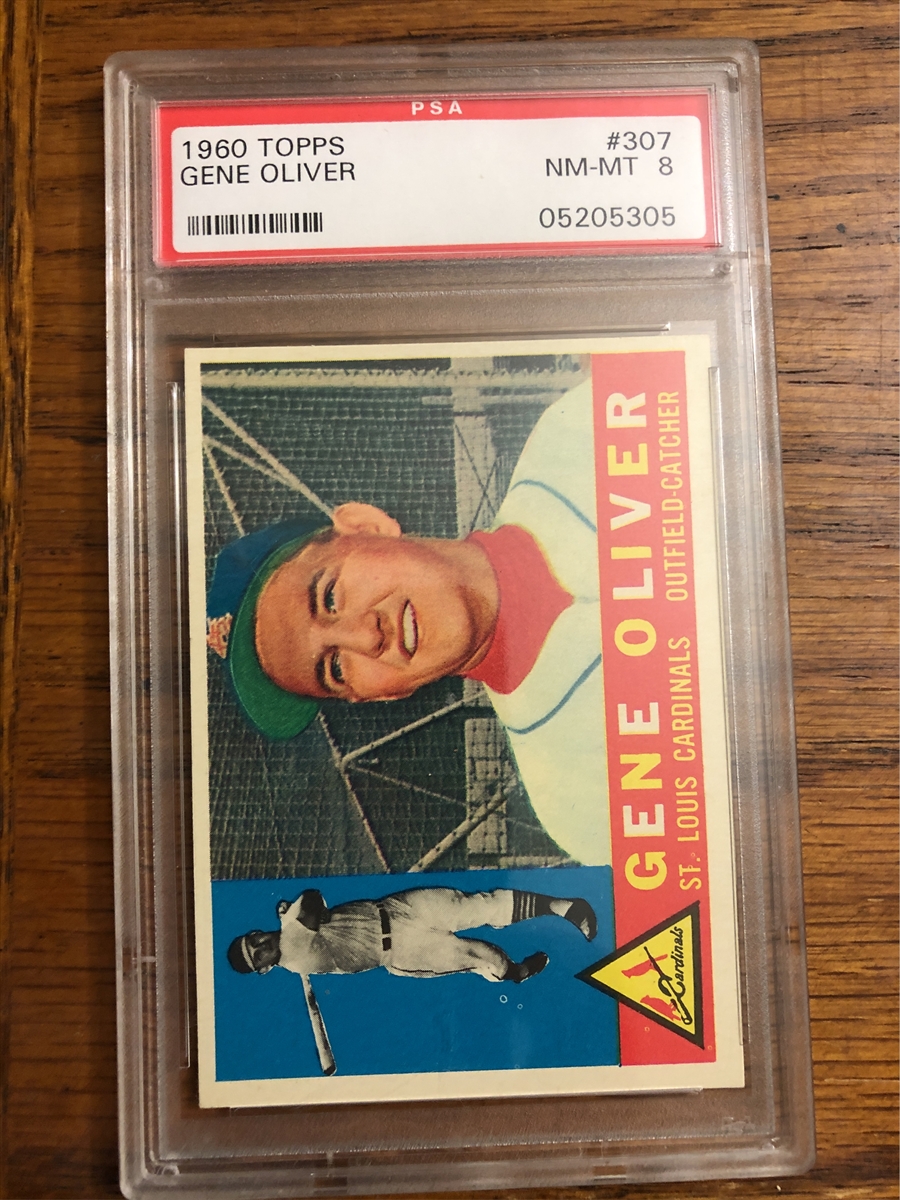 PSA
1960 TOPPS #307
GENE OLIVER NM-MT 8
05205305
GENE OLIVER
ST. LOUIS CARDINALS OUTFIELD-CATCHER
Cardinals